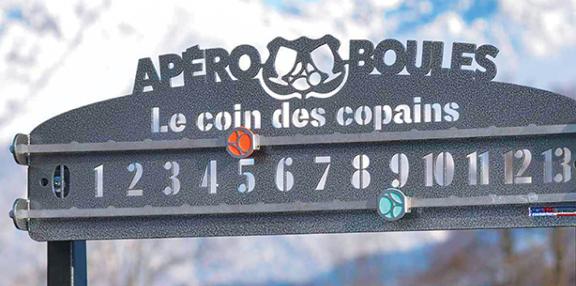 APÉRO BOULES
Le coin des copains
1 2 3 4 5 6 7 8 9 10 11 12 13